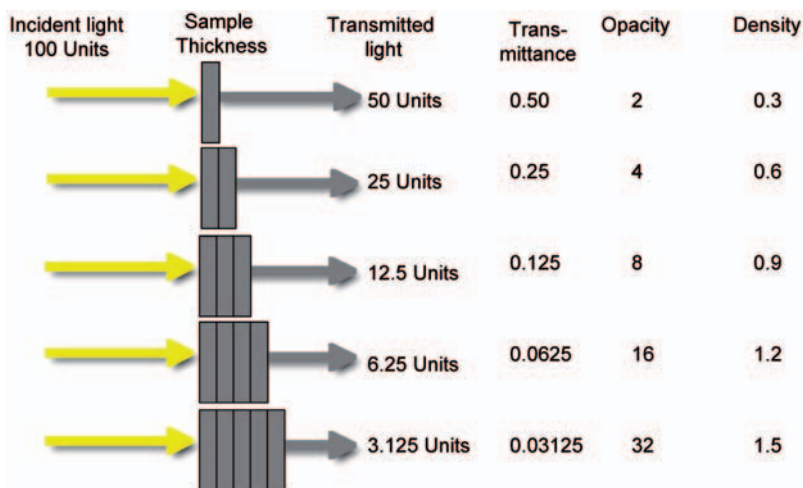 Incident light Sample Transmitted Trans- Opacity Density
100 Units Thickness light mittance
50 Units 0.50 2 0.3
25 Units 0.25 4 0.6
12.5 Units 0.125 8 0.9
6.25 Units 0.0625 16 1.2
3.125 Units 0.03125 32 1.5